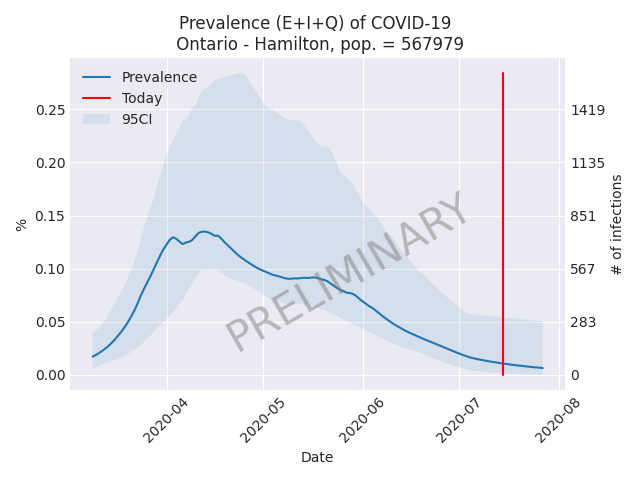 Prevalence (E+I+Q) of COVID-19
Ontario - Hamilton, pop. = 567979
Prevalence
Today
95CI
0.25
0.20
0.15
0.10
0.05
0.00
%
1419
1135
851
567
283
0
# of infections
PRELIMINARY
2020-04
2020-05
2020-06
2020-07
2020-08
Date